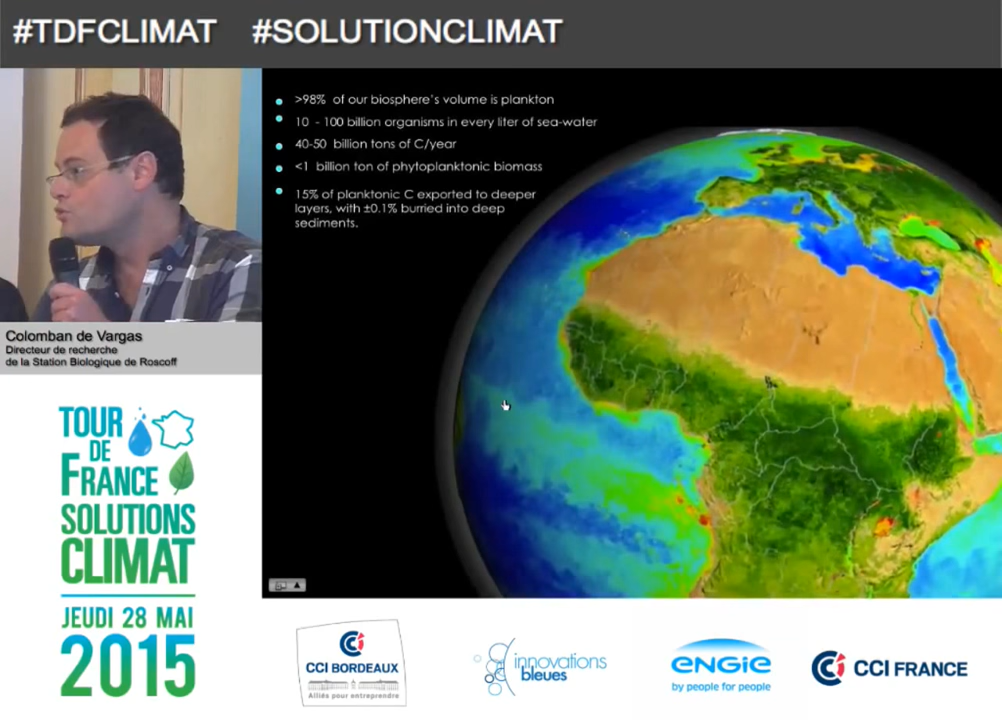 #TDFCLIMAT #SOLUTIONCLIMAT
>98% of our biosphere's volume is plankton
10 - 100 billion organisms in every liter of sea-water
40-50 billion tons of C/year
<1 billion ton of phytoplanktonic biomass
15% of planktonic C exported to deeper
layers, with ±0.1% burried into deep
sediments.
Colomban de Vargas
Directeur de recherche
de la Station Biologique de Roscoff
TOUR
DE
FRANCE
SOLUTIONS
CLIMAT
JEUDI 28 MAI
2015
CCI BORDEAUX
Alliés pour entreprendre
innovations
bleues
ENGIE
by people for people
CCI FRANCE